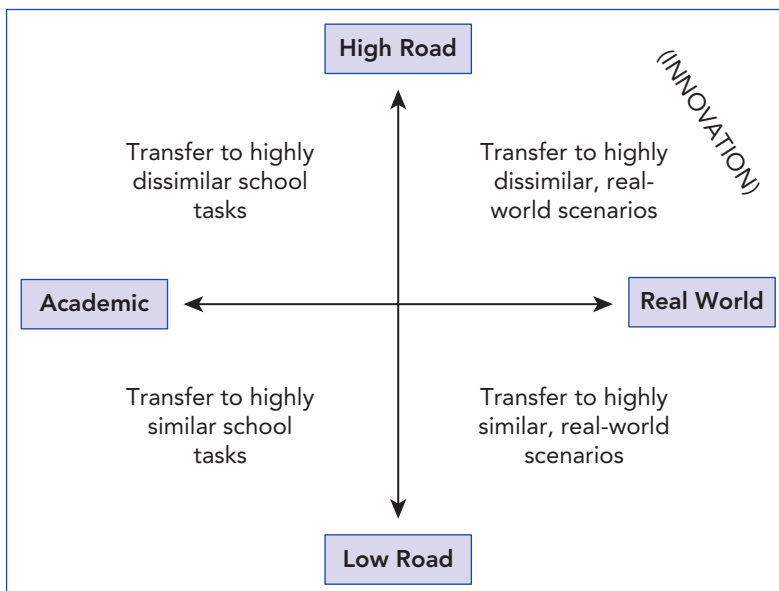 High Road
(INNOVATION)
Transfer to highly
dissimilar school
tasks
Transfer to highly
dissimilar, real-
world scenarios
Academic
Real World
Transfer to highly
similar school
tasks
Transfer to highly
similar, real-world
scenarios
Low Road